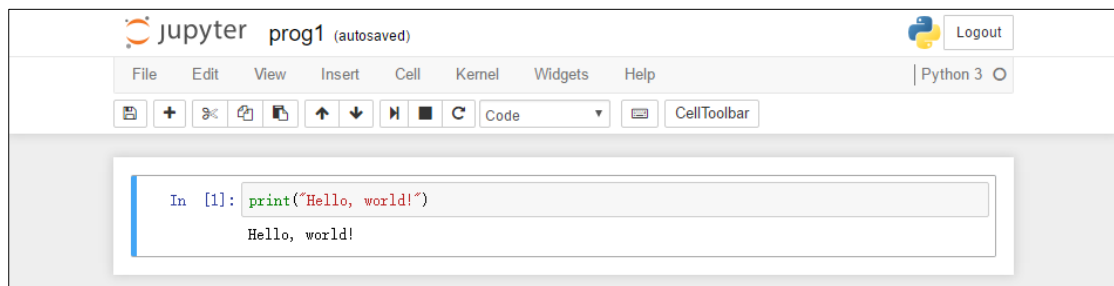 jupyter prog1 (autosaved) Logout
File Edit View Insert Cell Kernel Widgets Help Python 3
Code CellToolbar
In [1]: print("Hello, world!")
Hello, world!